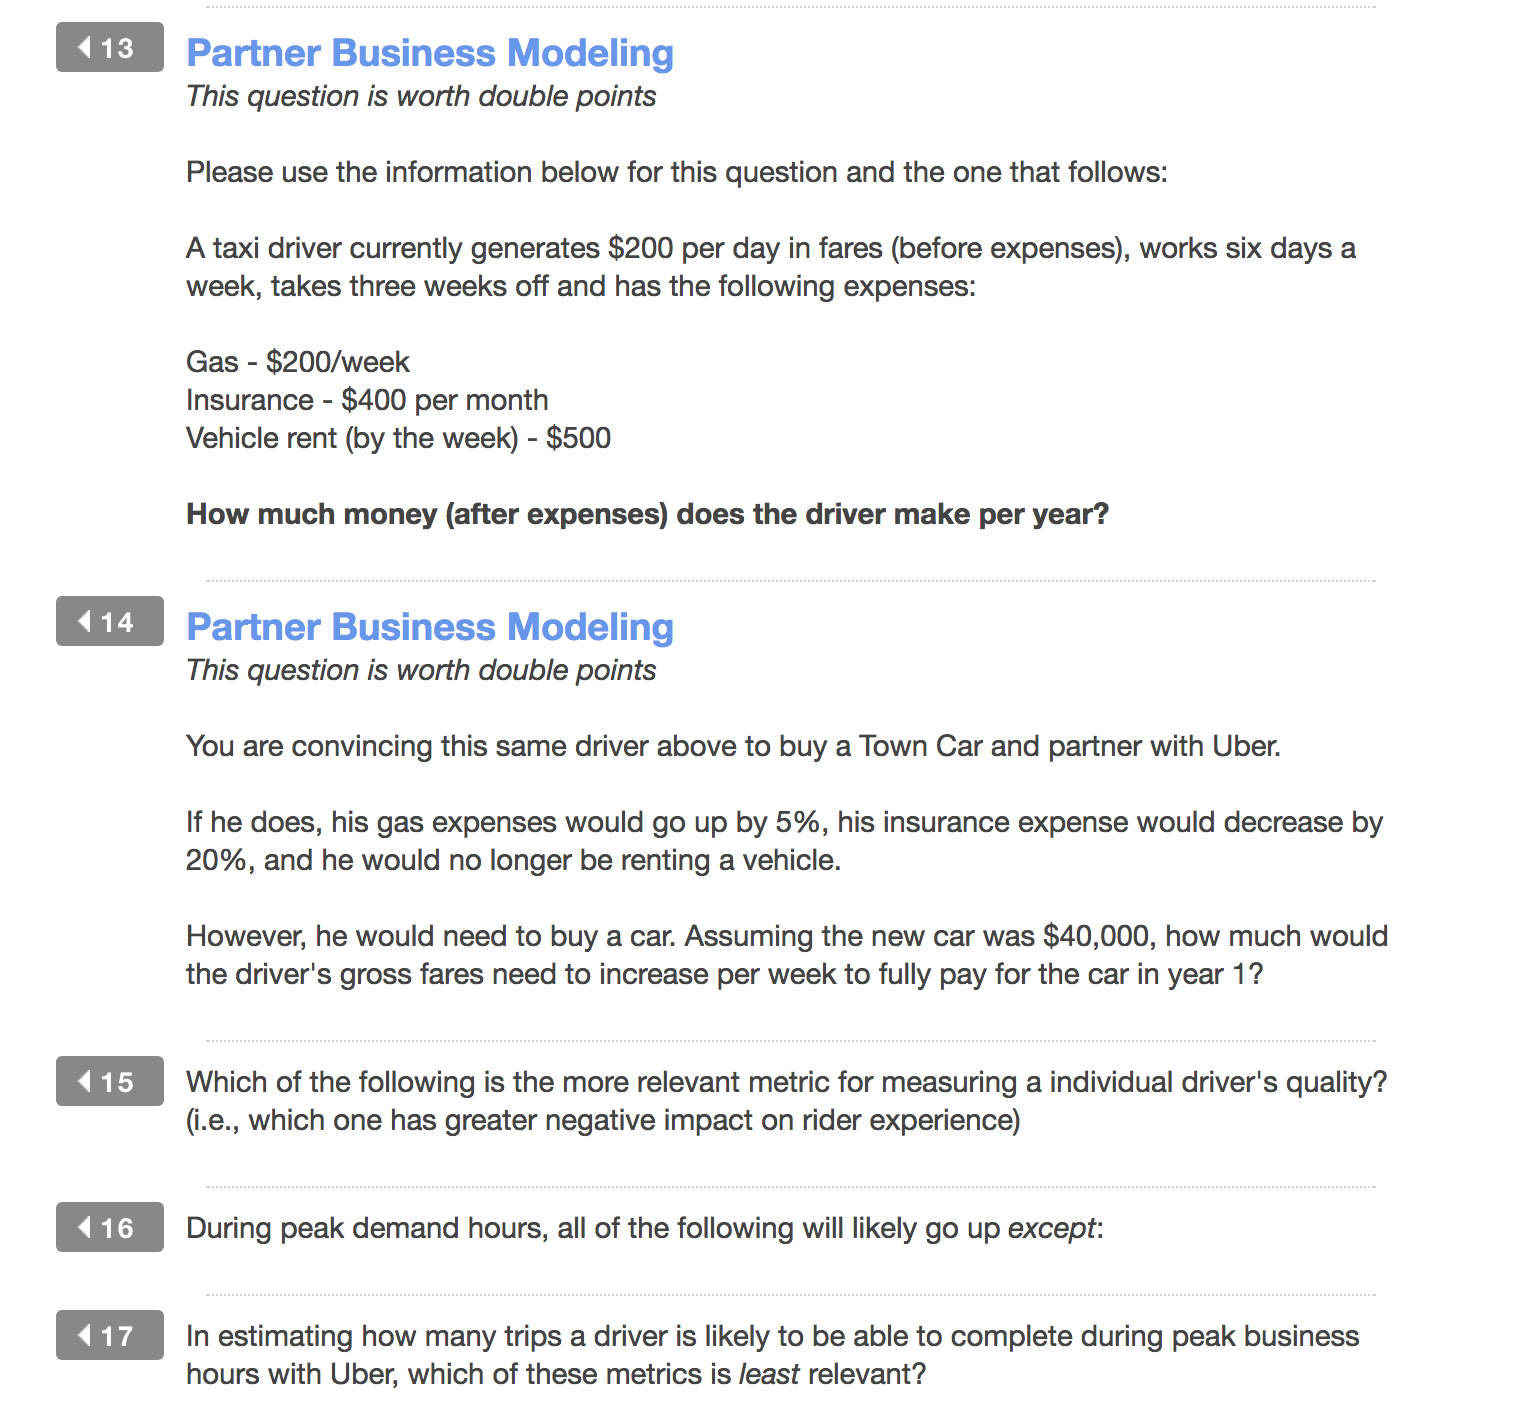 13
Partner Business Modeling
This question is worth double points
Please use the information below for this question and the one that follows:
A taxi driver currently generates $200 per day in fares (before expenses), works six days a
week, takes three weeks off and has the following expenses:
Gas - $200/week
Insurance - $400 per month
Vehicle rent (by the week) - $500
How much money (after expenses) does the driver make per year?
14
Partner Business Modeling
This question is worth double points
You are convincing this same driver above to buy a Town Car and partner with Uber.
If he does, his gas expenses would go up by 5%, his insurance expense would decrease by
20%, and he would no longer be renting a vehicle.
However, he would need to buy a car. Assuming the new car was $40,000, how much would
the driver's gross fares need to increase per week to fully pay for the car in year 1?
15
Which of the following is the more relevant metric for measuring a individual driver's quality?
(i.e., which one has greater negative impact on rider experience)
16
During peak demand hours, all of the following will likely go up except:
17
In estimating how many trips a driver is likely to be able to complete during peak business
hours with Uber, which of these metrics is least relevant?